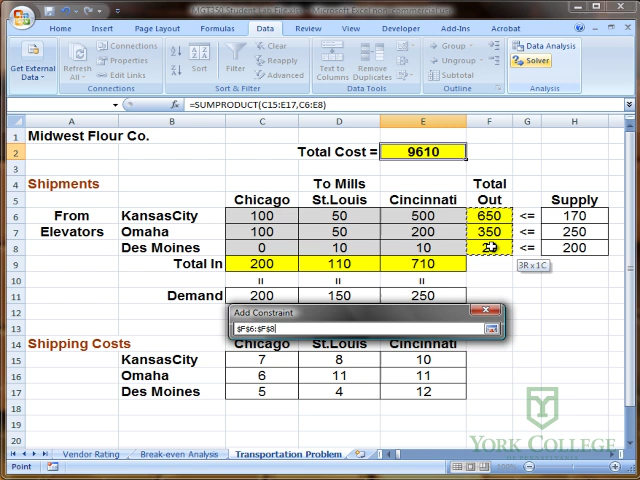 MGT350 Student Lab File.xls - Microsoft Excel non-commercial us
Home Insert Page Layout Formulas Data Review View Developer Add-Ins Acrobat
Get External Data
Refresh All
Connections
Properties
Edit Links
Connections
Sort
Filter
Clear
Reapply
Advanced
Sort & Filter
Text to Columns
Remove Duplicates
Data Tools
Group
Ungroup
Subtotal
Outline
Data Analysis
Solver
Analysis
E2 =SUMPRODUCT(C15:E17,C6:E8)
A B C D E F G H
1 Midwest Flour Co.
2 Total Cost = 9610
3
4 Shipments To Mills Total
5 Chicago St.Louis Cincinnati Out Supply
6 From KansasCity 100 50 500 650 <= 170
7 Elevators Omaha 100 50 200 350 <= 250
8 Des Moines 0 10 10 <= 200
9 Total In 200 110 710
3R x 1C
10 = = =
11 Demand 200 150 250
Add Constraint
$F$6:$F$8
14 Shipping Costs Chicago St.Louis Cincinnati
15 KansasCity 7 8 10
16 Omaha 6 11 11
17 Des Moines 5 4 12
18
19
20
YORK COLLEGE
Vendor Rating Break-even Analysis Transportation Problem
Point 100%